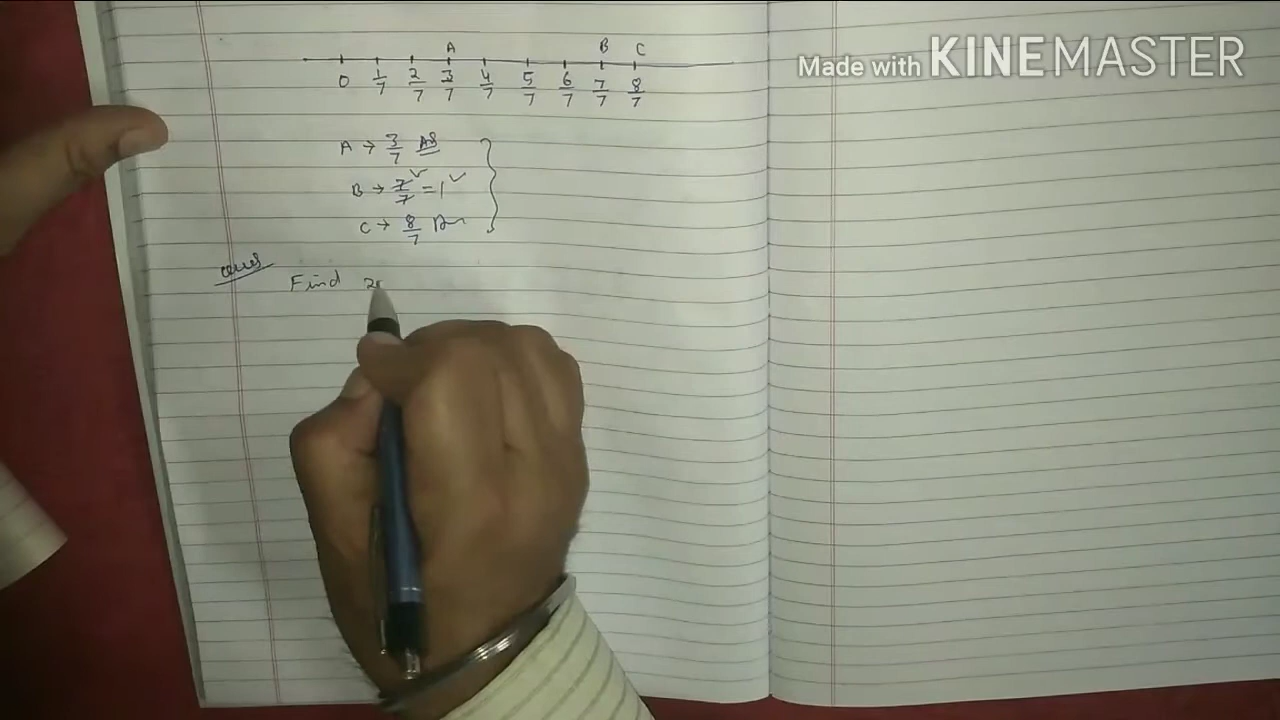 Made with KINEMASTER
A B C
0 1/7 2/7 3/7 4/7 5/7 6/7 7/7 8/7
A → 3/7
B → 7/7 = 1
C → 8/7
Ques Find